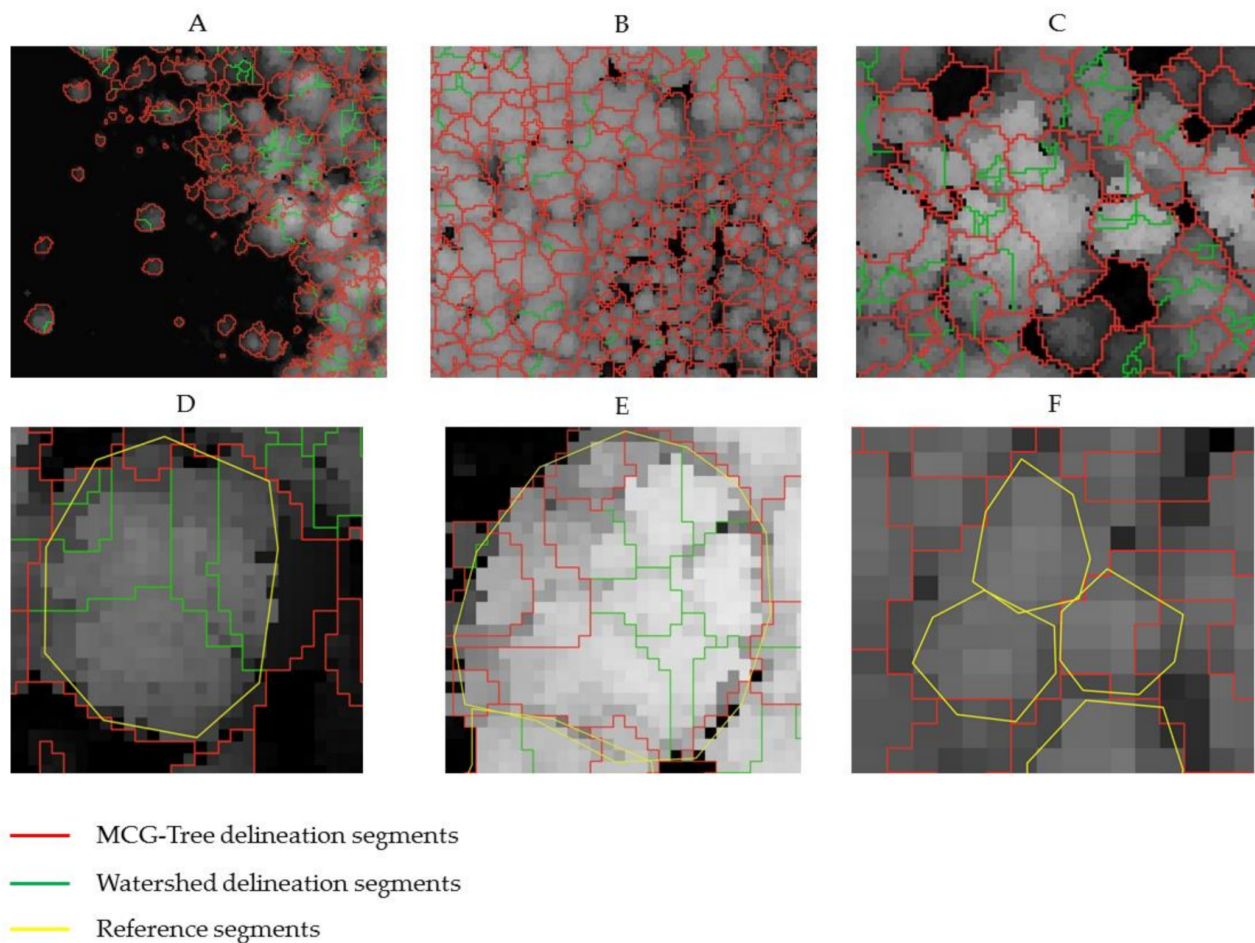 A B C
D E F
MCG-Tree delineation segments
Watershed delineation segments
Reference segments